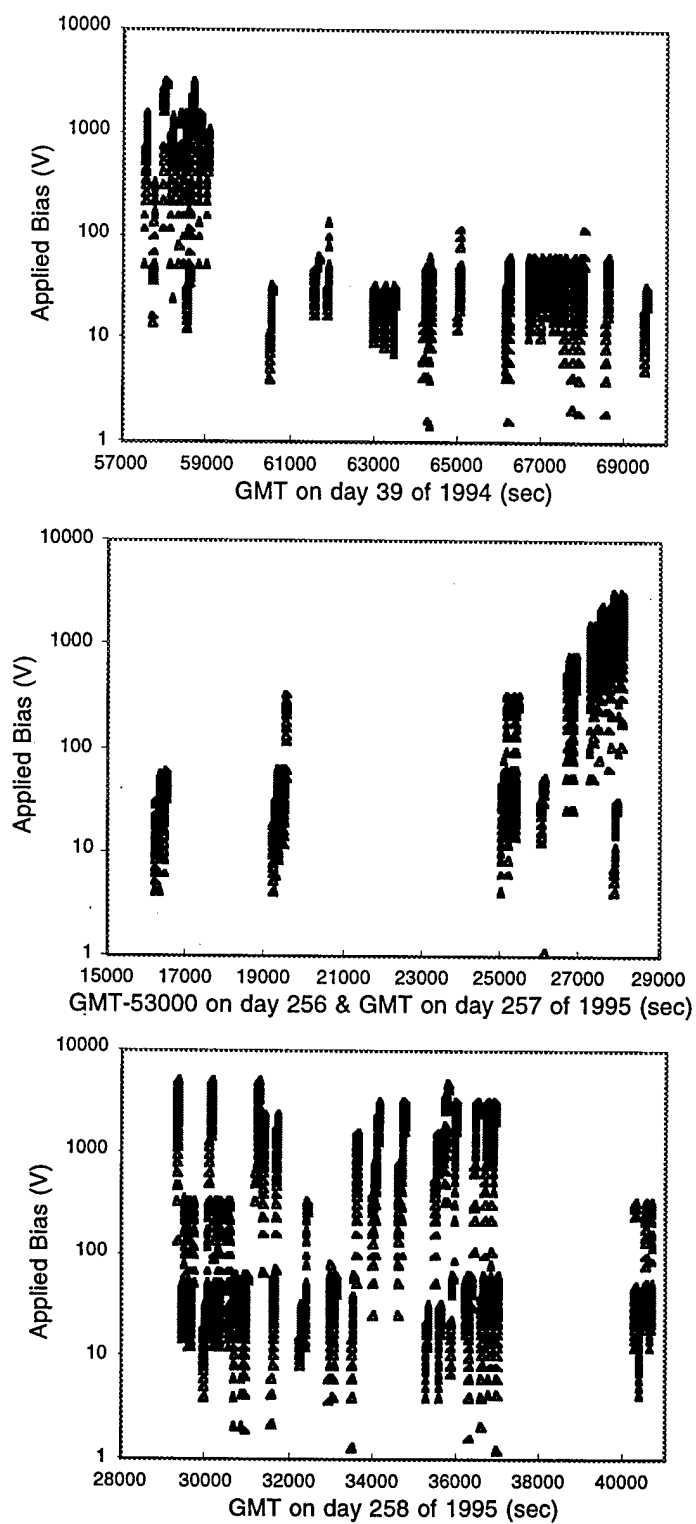 10000
1000
100
10
1
Applied Bias (V)
57000 59000 61000 63000 65000 67000 69000
GMT on day 39 of 1994 (sec)
10000
1000
100
10
1
Applied Bias (V)
15000 17000 19000 21000 23000 25000 27000 29000
GMT-53000 on day 256 & GMT on day 257 of 1995 (sec)
10000
1000
100
10
1
Applied Bias (V)
28000 30000 32000 34000 36000 38000 40000
GMT on day 258 of 1995 (sec)